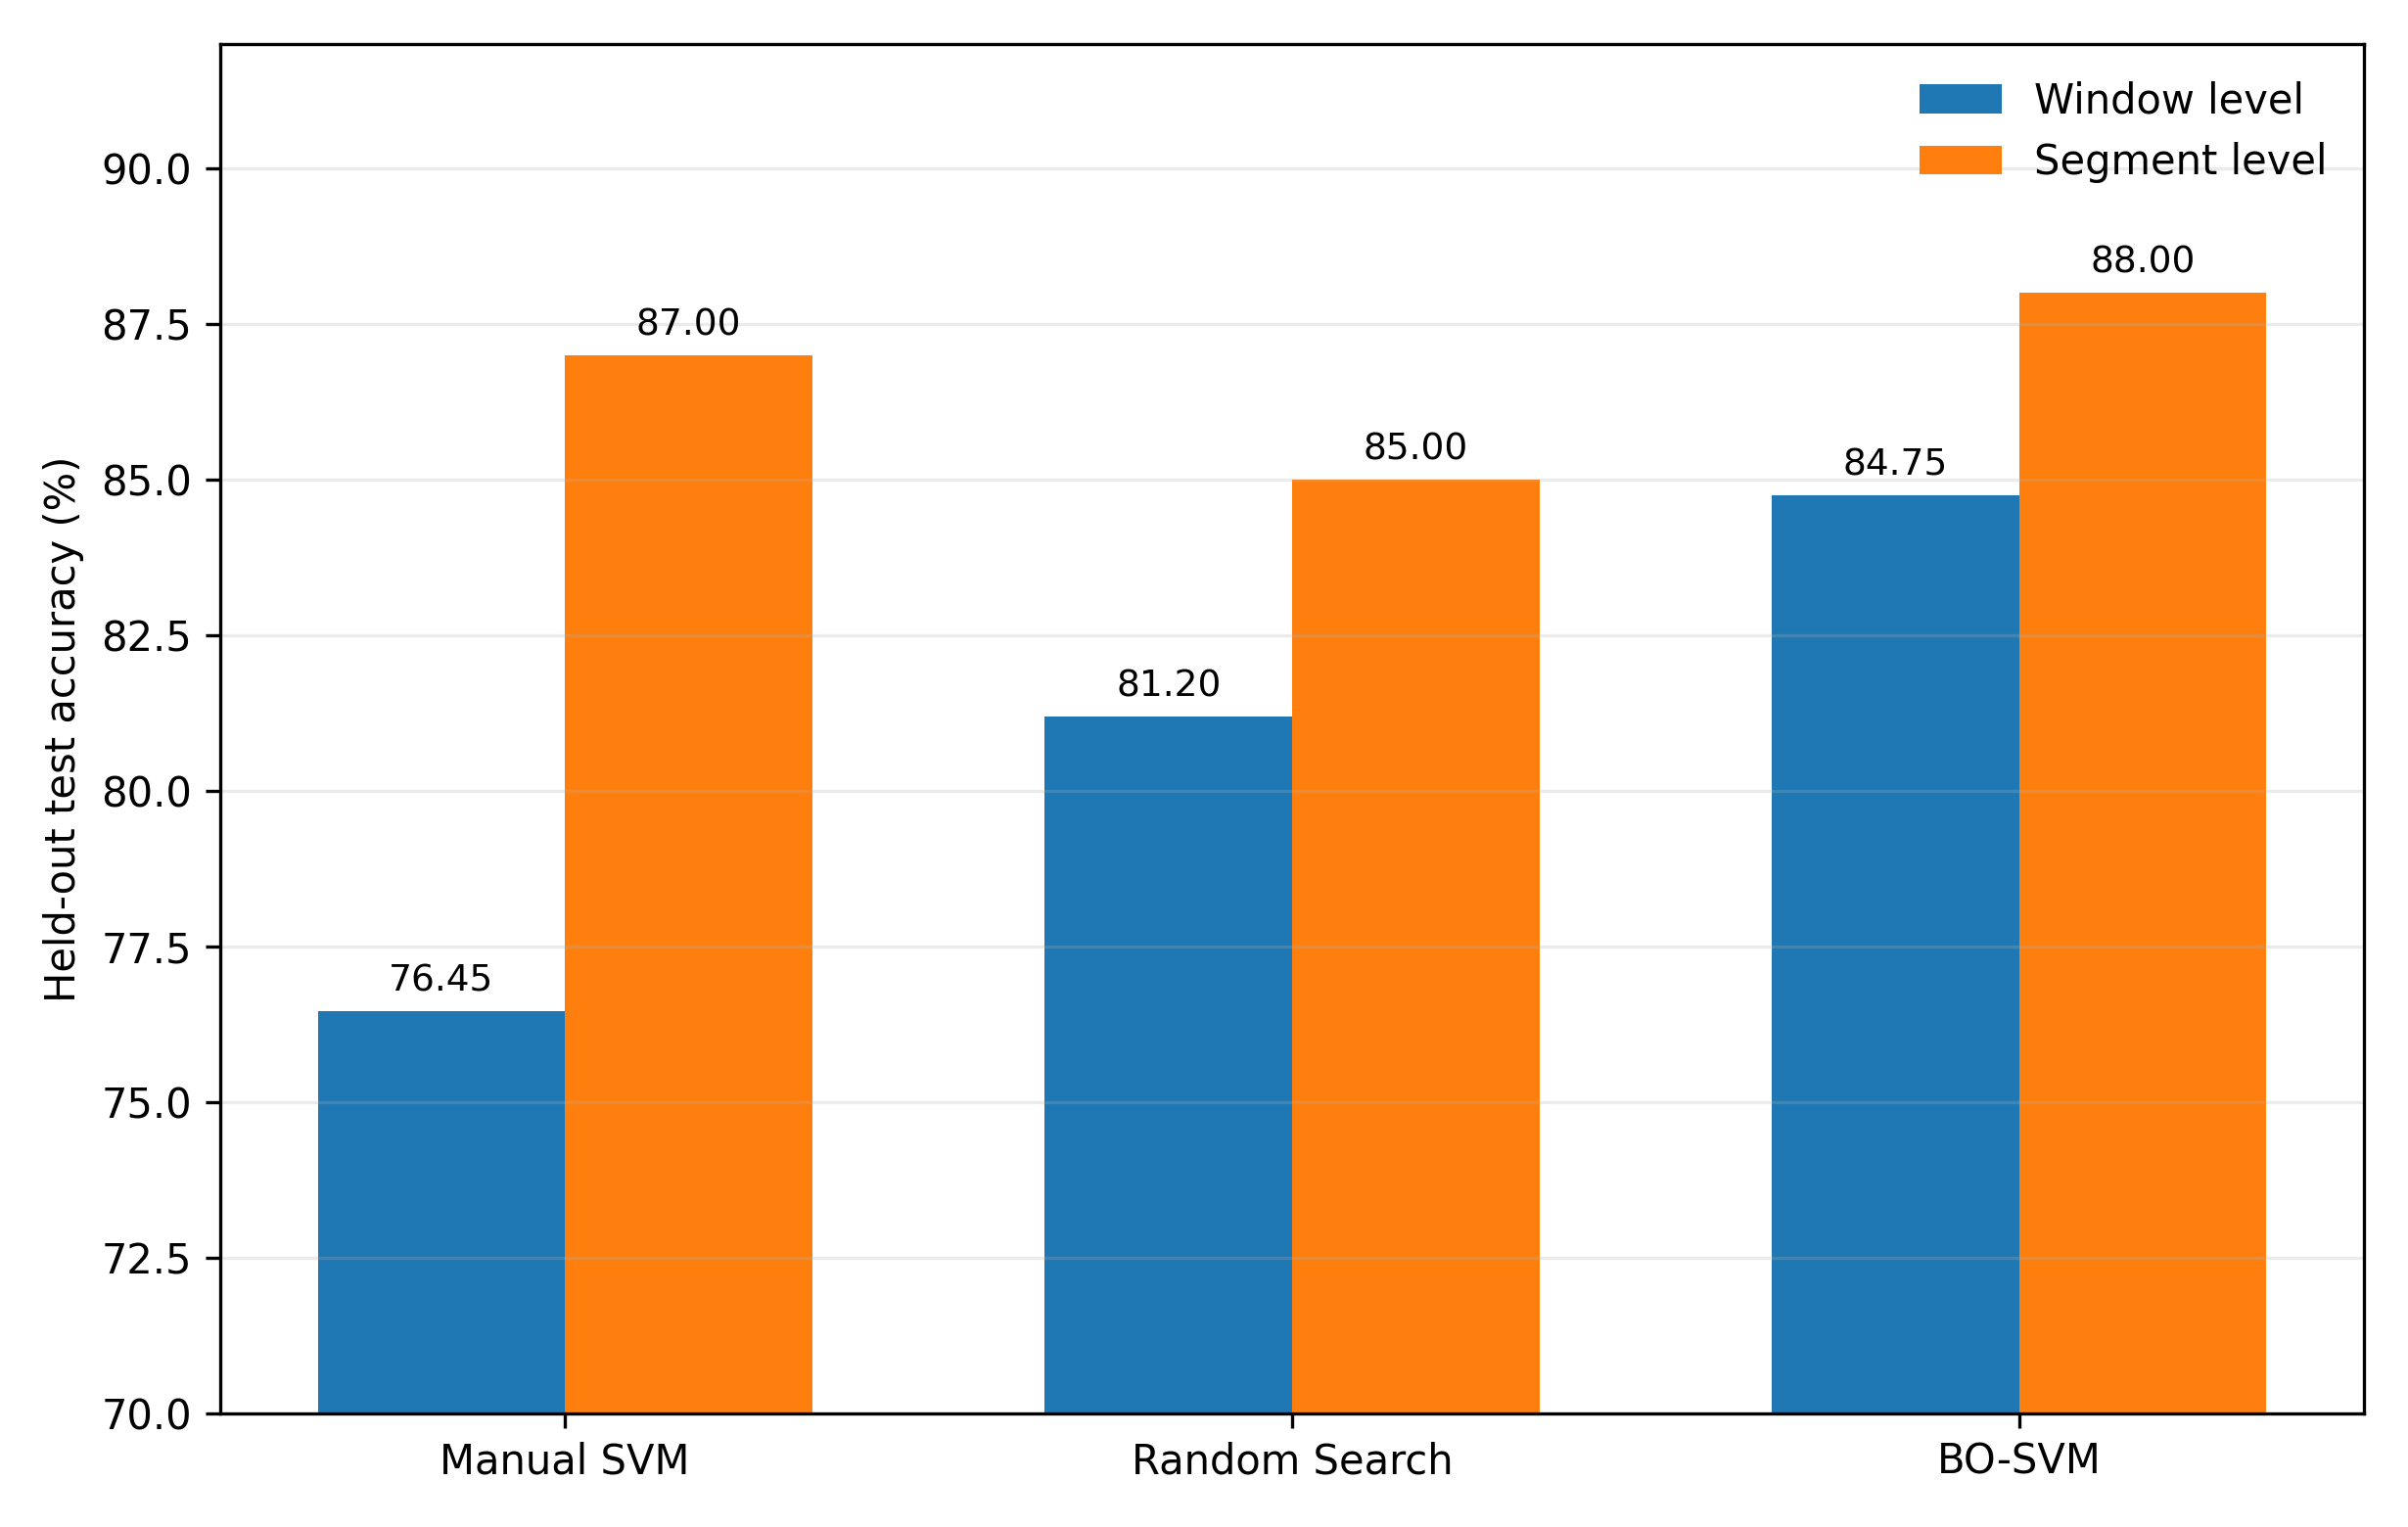 Window level
Segment level
Held-out test accuracy (%)
90.0
87.5
85.0
82.5
80.0
77.5
75.0
72.5
70.0
76.45
87.00
81.20
85.00
84.75
88.00
Manual SVM
Random Search
BO-SVM